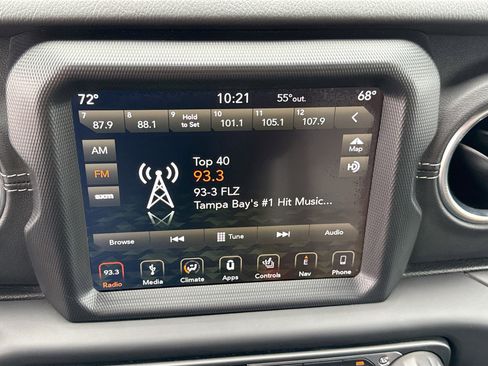 72° 10:21 55°out. 68°
7 8 9 10 11 12
87.9 88.1 Hold to Set 101.1 105.1 107.9
AM
Map
Top 40
FM
93.3
HD
93-3 FLZ
SXM
Tampa Bay's #1 Hit Music...
Browse Tune Audio
93.3
Radio Media Climate Apps Controls Nav Phone